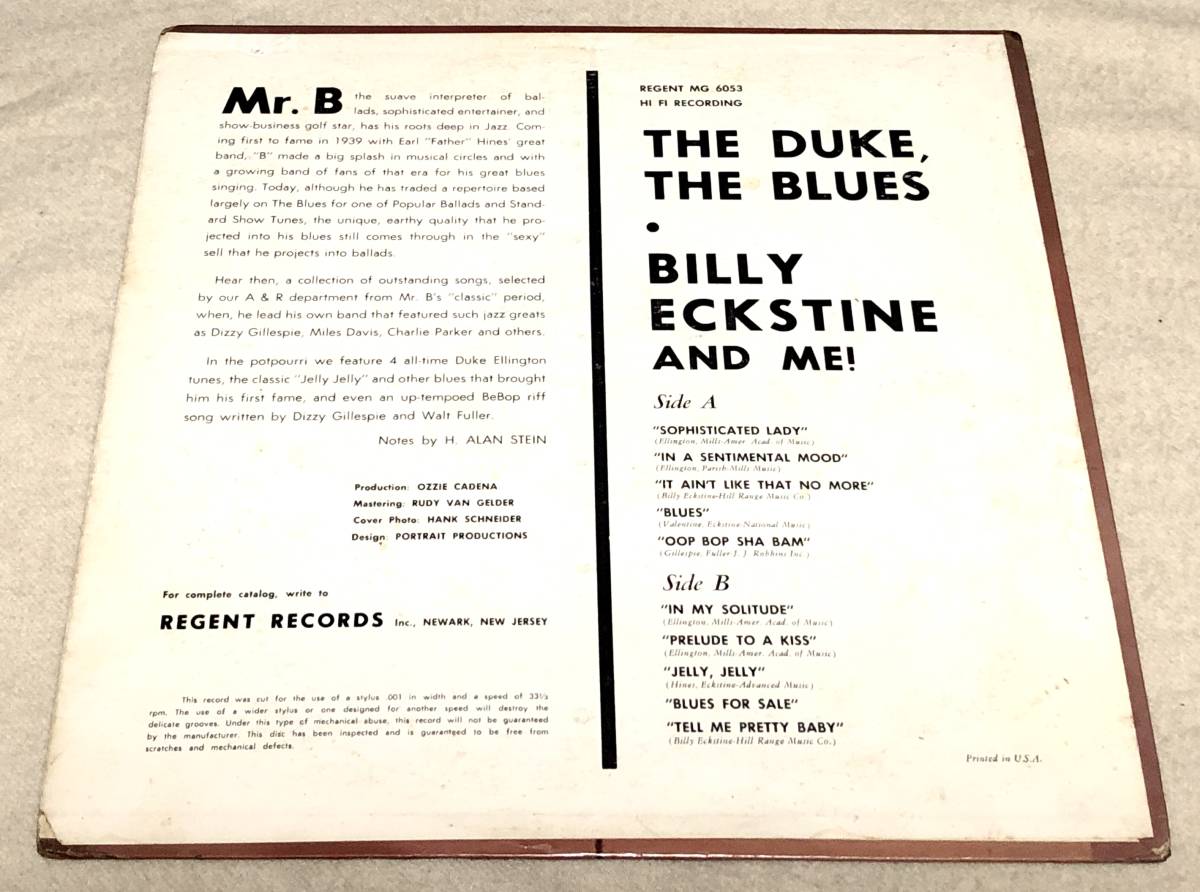 Mr. B the suave interpreter of bal-
lads, sophisticated entertainer, and
show-business golf star, has his roots deep in Jazz. Com-
ing first to fame in 1939 with Earl "Father" Hines' great
band, "B" made a big splash in musical circles and with
a growing band of fans of that era for his great blues
singing. Today, although he has traded a repertoire based
largely on The Blues for one of Popular Ballads and Stand-
ard Show Tunes, the unique, earthy quality that he pro-
jected into his blues still comes through in the "sexy"
sell that he projects into ballads.
Hear then, a collection of outstanding songs, selected
by our A & R department from Mr. B's "classic" period,
when, he lead his own band that featured such jazz greats
as Dizzy Gillespie, Miles Davis, Charlie Parker and others.
In the potpourri we feature 4 all-time Duke Ellington
tunes, the classic "Jelly Jelly" and other blues that brought
him his first fame, and even an up-tempoed BeBop riff
song written by Dizzy Gillespie and Walt Fuller.
Notes by H. ALAN STEIN
Production: OZZIE CADENA
Mastering: RUDY VAN GELDER
Cover Photo: HANK SCHNEIDER
Design: PORTRAIT PRODUCTIONS
For complete catalog, write to
REGENT RECORDS Inc., NEWARK, NEW JERSEY
This record was cut for the use of a stylus .001 in width and a speed of 33⅓
rpm. The use of a wider stylus or one designed for another speed will destroy the
delicate grooves. Under this type of mechanical abuse, this record will not be guaranteed
by the manufacturer. This disc has been inspected and is guaranteed to be free from
scratches and mechanical defects.
REGENT MG 6053
HI FI RECORDING
THE DUKE,
THE BLUES
•
BILLY
ECKSTINE
AND ME!
Side A
"SOPHISTICATED LADY"
(Ellington, Mills-Amer. Acad. of Music)
"IN A SENTIMENTAL MOOD"
(Ellington, Parish-Mills Music)
"IT AIN'T LIKE THAT NO MORE"
(Billy Eckstine-Hill Range Music Co.)
"BLUES"
(Valentine, Eckstine-National Music)
"OOP BOP SHA BAM"
(Gillespie, Fuller-J. J. Robbins Inc.)
Side B
"IN MY SOLITUDE"
(Ellington, Mills-Amer. Acad. of Music)
"PRELUDE TO A KISS"
(Ellington, Mills-Amer. Acad. of Music)
"JELLY, JELLY"
(Hines, Eckstine-Advanced Music)
"BLUES FOR SALE"
"TELL ME PRETTY BABY"
(Billy Eckstine-Hill Range Music Co.)
Printed in U.S.A.